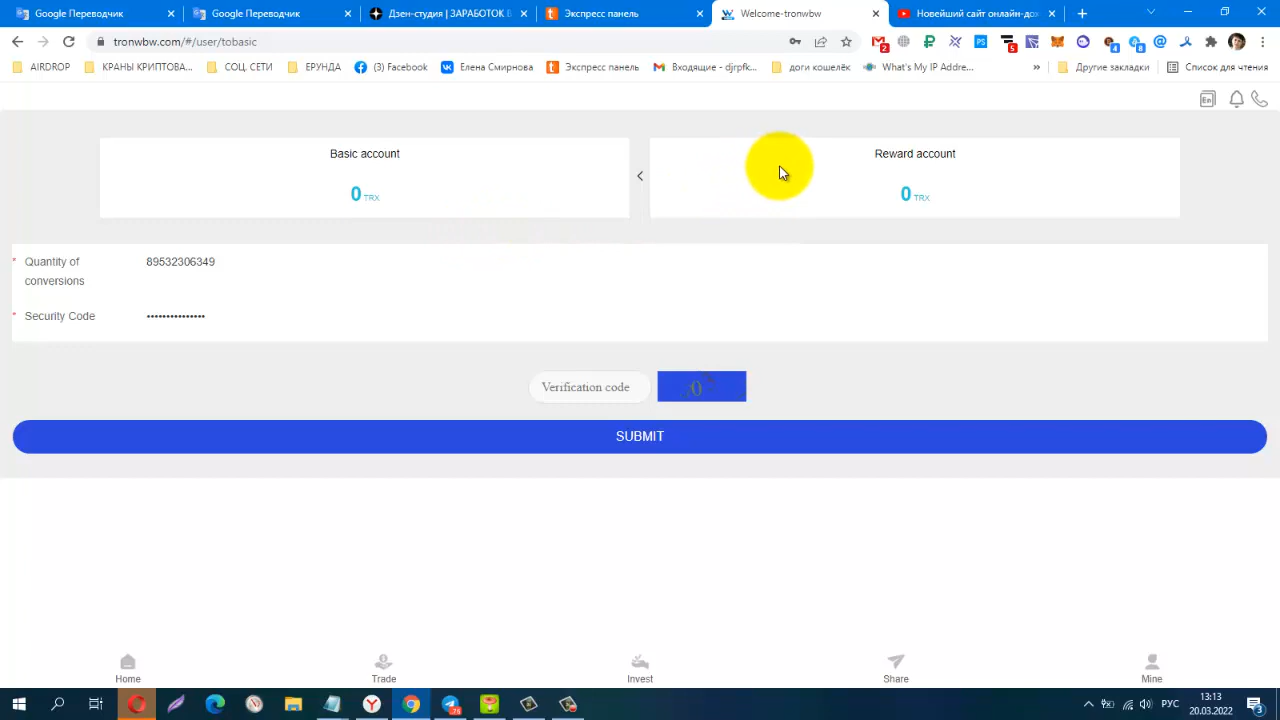 Google Переводчик
Google Переводчик
Дзен-студия | ЗАРАБОТОК Б
Экспресс панель
Welcome-tronwbw
Новейший сайт онлайн-дох
tronwbw.com/#/user/tobasic
AIRDROP
КРАНЫ КРИПТОВА...
СОЦ. СЕТИ
ЕРУНДА
(3) Facebook
Елена Смирнова
Экспресс панель
Входящие - djrpfk...
доги кошелёк
What's My IP Addre...
»
Другие закладки
Список для чтения
En
Basic account
0 TRX
<
Reward account
0 TRX
* Quantity of
conversions
89532306349
* Security Code
•••••••••••••••
Verification code
SUBMIT
Home
Trade
Invest
Share
Mine
РУС
13:13
20.03.2022